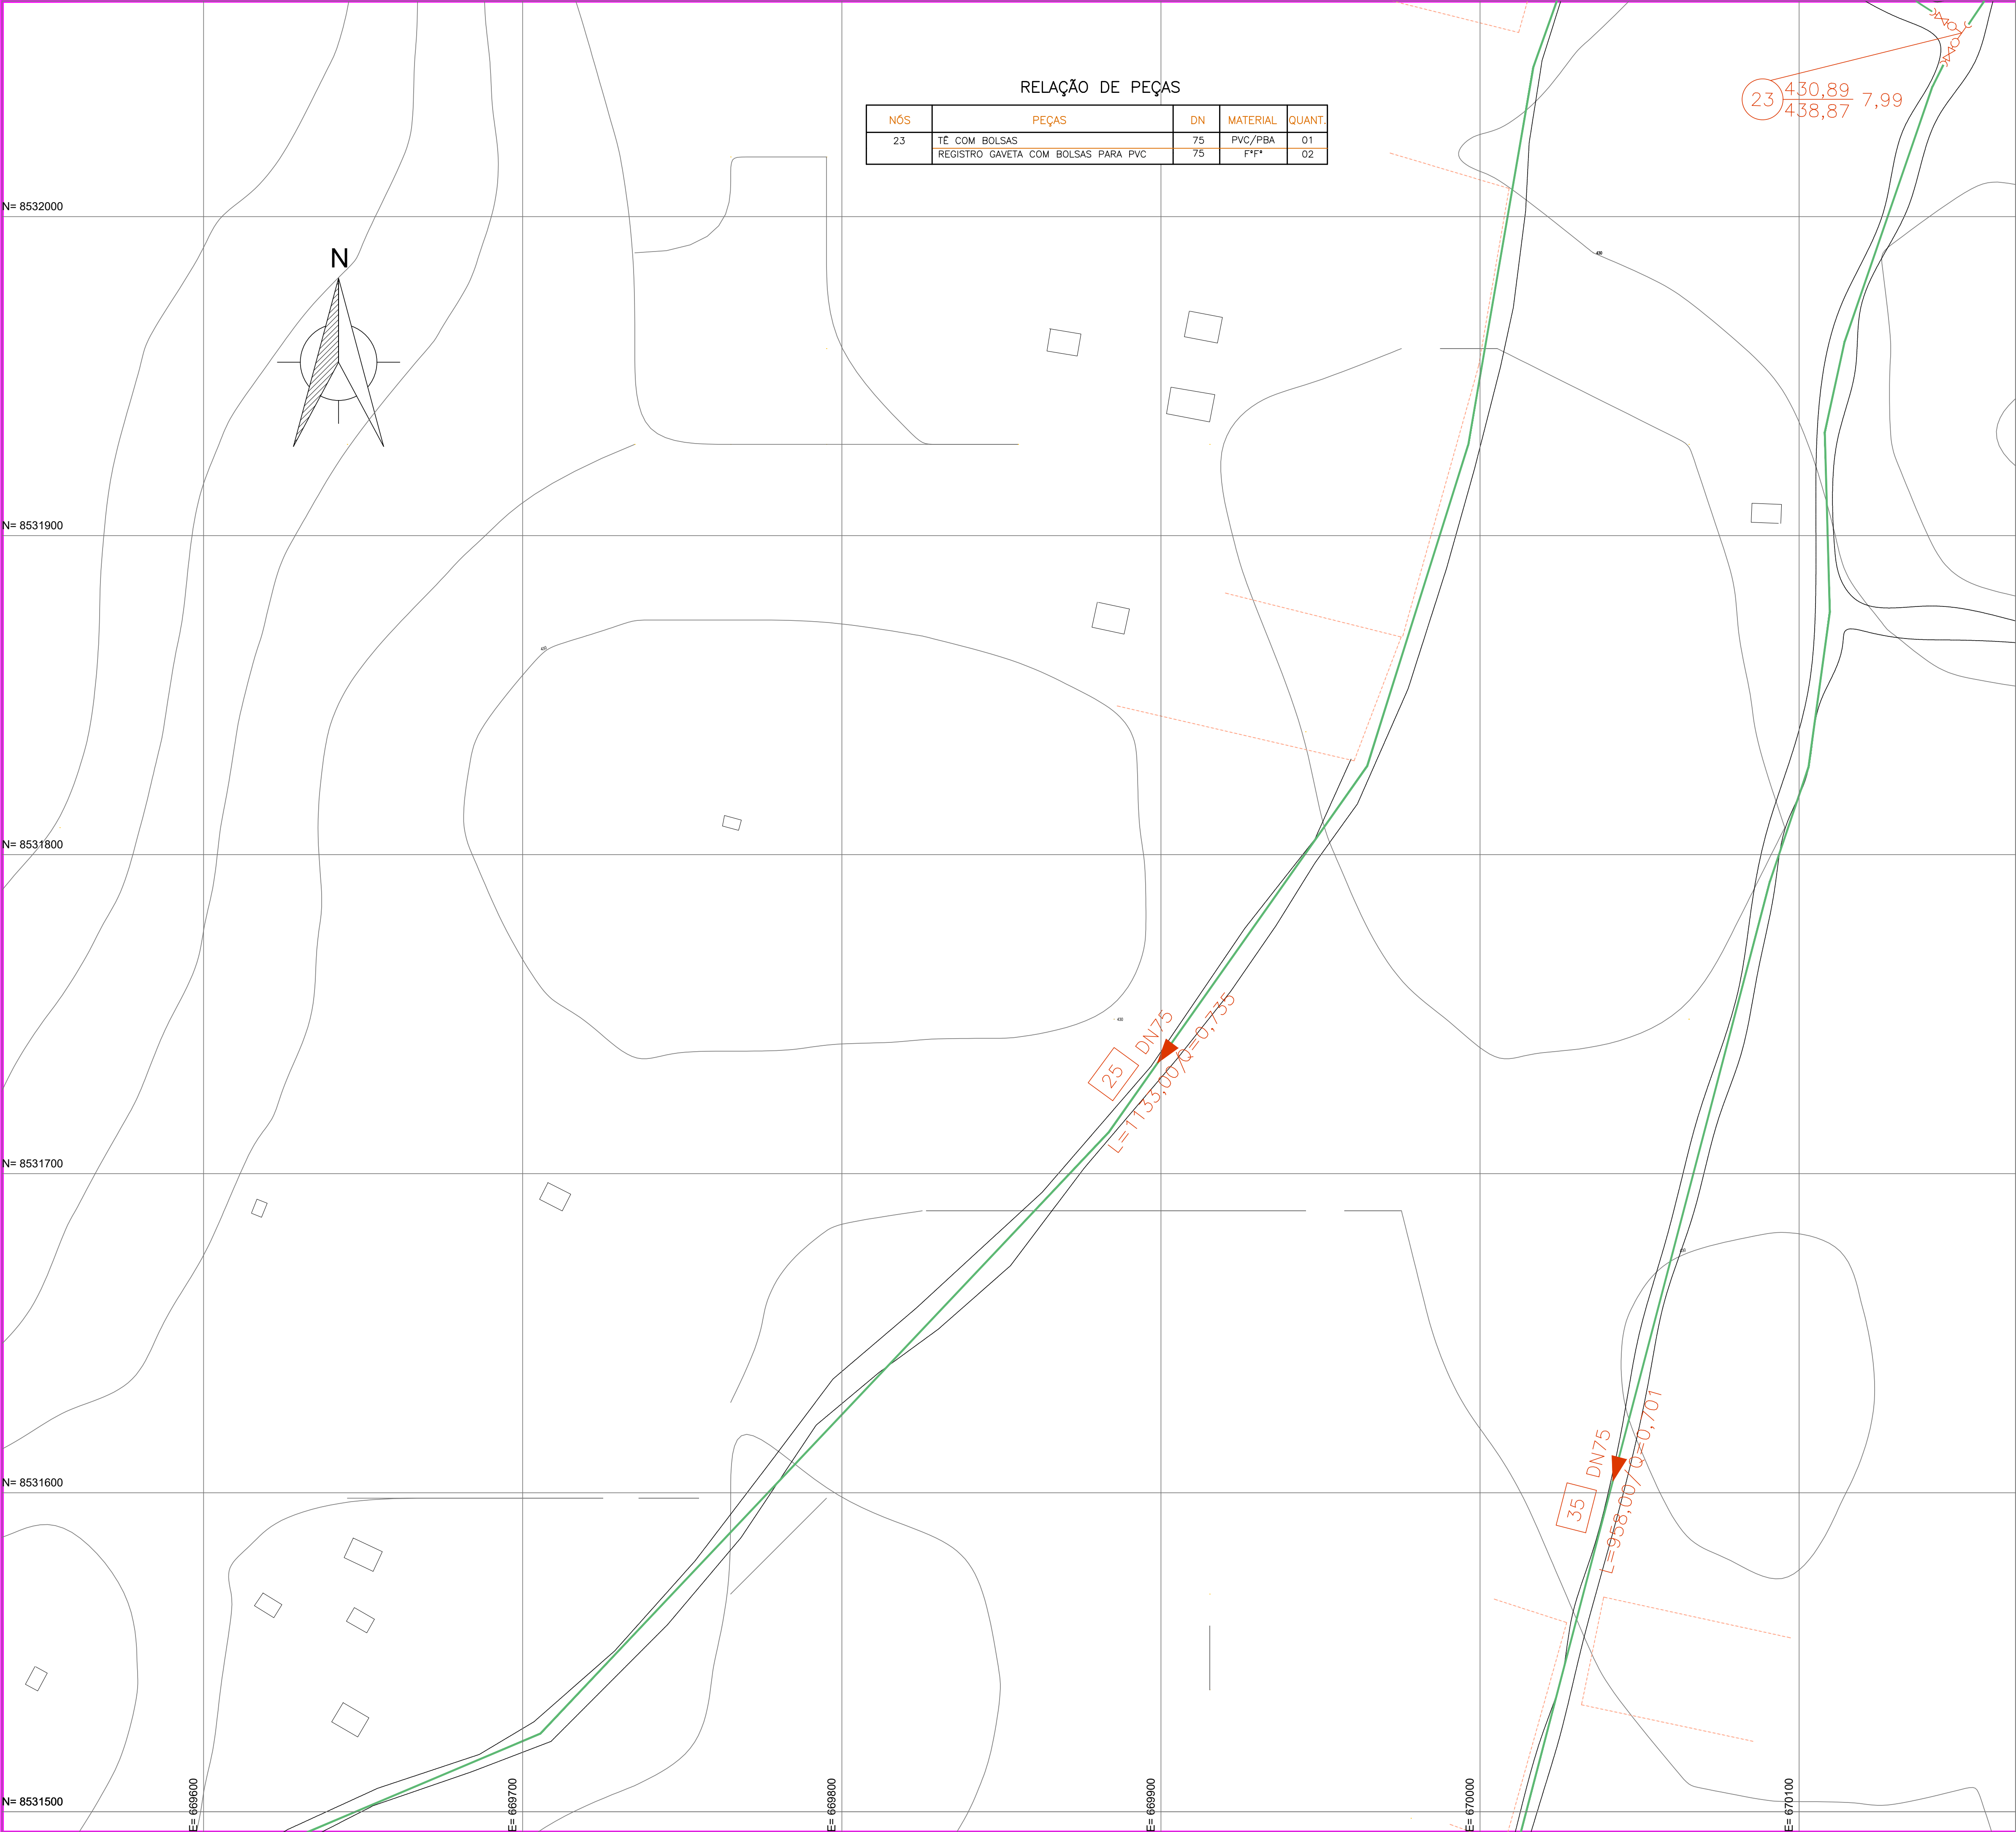 RELAÇÃO DE PEÇAS
NÓS PEÇAS DN MATERIAL QUANT.
23 TÊ COM BOLSAS 75 PVC/PBA 01
REGISTRO GAVETA COM BOLSAS PARA PVC 75 F°F° 02
23 430,89 7,99
438,87
N= 8532000
N
430
N= 8531900
N= 8531800
430
25 DN75
L=1133,00 Q=0,735
N= 8531700
N= 8531600
35 DN75
L=958,00 Q=0,701
N= 8531500
E= 669600
E= 669700
E= 669800
E= 669900
E= 670000
E= 670100